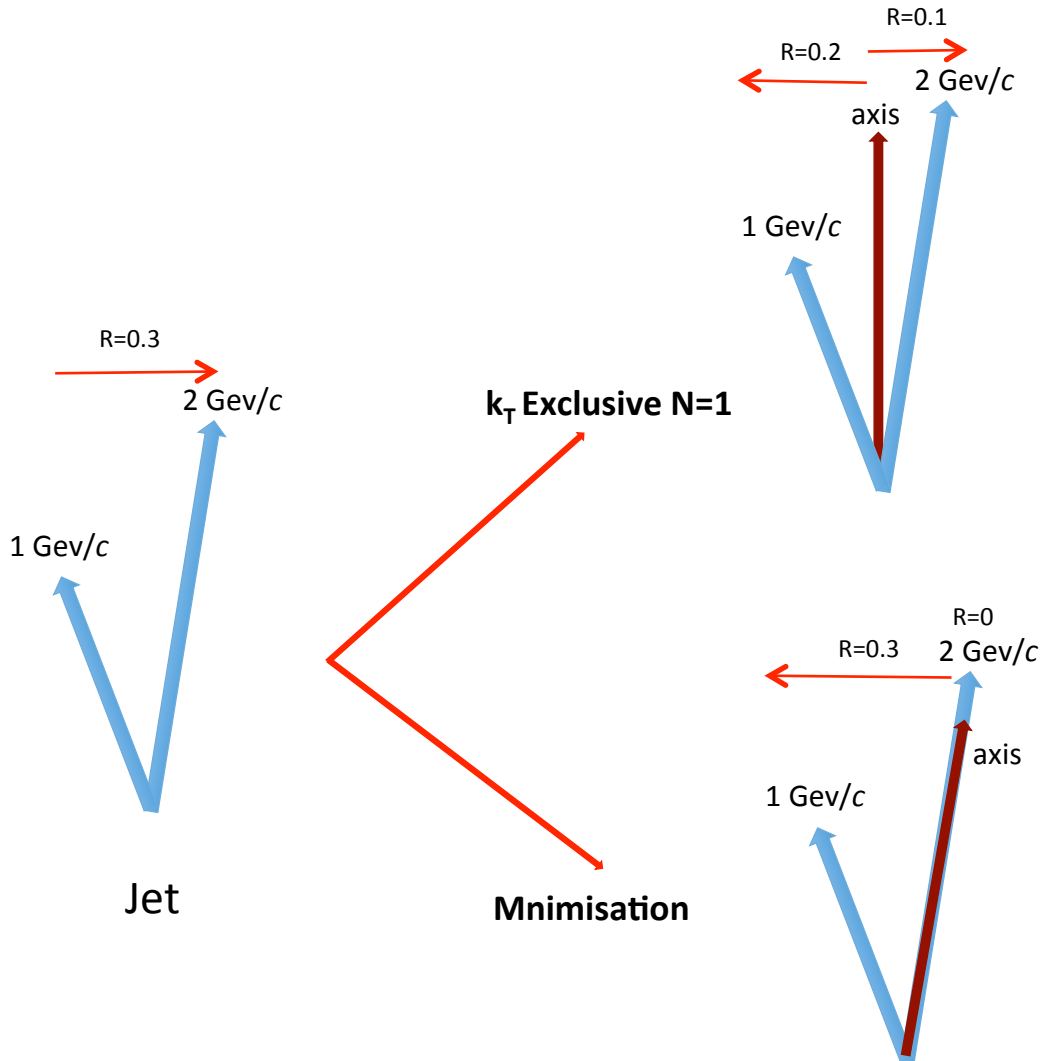 R=0.3
2 Gev/c
1 Gev/c
Jet
k_T Exclusive N=1
R=0.1
R=0.2
2 Gev/c
axis
1 Gev/c
Mnimisation
R=0
R=0.3
2 Gev/c
axis
1 Gev/c